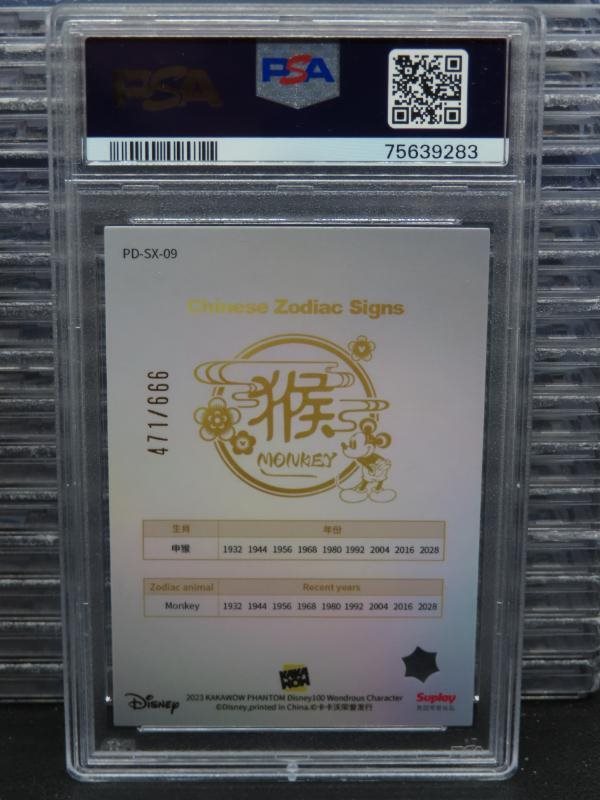 PSA PSA
75639283
PD-SX-09
Chinese Zodiac Signs
471/666
猴
MONKEY
生肖 年份
申猴 1932 1944 1956 1968 1980 1992 2004 2016 2028
Zodiac animal Recent years
Monkey 1932 1944 1956 1968 1980 1992 2004 2016 2028
KAKAWOW
Disney 2023 KAKAWOW PHANTOM Disney100 Wondrous Character Suplay
©Disney,printed in China.©卡卡沃荣誉发行
PSA